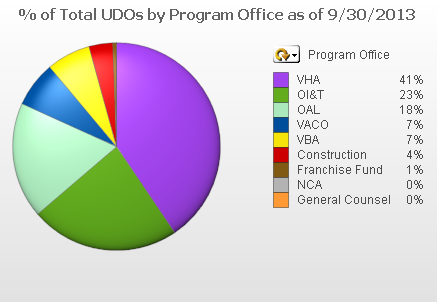 % of Total UDOs by Program Office as of 9/30/2013
Program Office
VHA 41%
OI&T 23%
OAL 18%
VACO 7%
VBA 7%
Construction 4%
Franchise Fund 1%
NCA 0%
General Counsel 0%